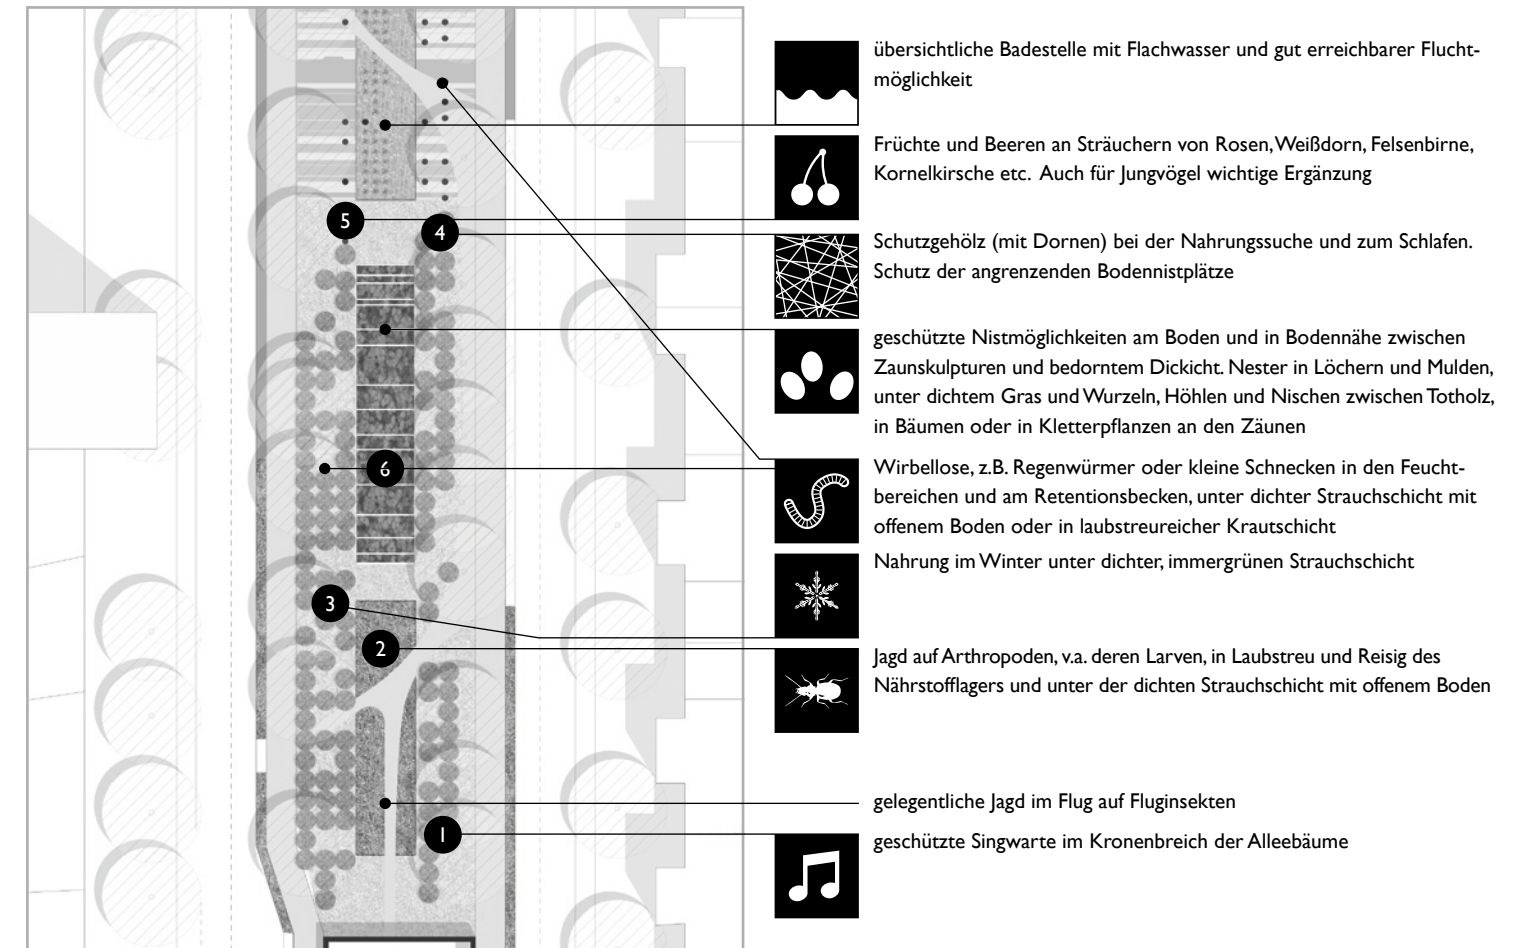 übersichtliche Badestelle mit Flachwasser und gut erreichbarer Flucht-
möglichkeit
Früchte und Beeren an Sträuchern von Rosen, Weißdorn, Felsenbirne,
Kornelkirsche etc. Auch für Jungvögel wichtige Ergänzung
5
4
Schutzgehölz (mit Dornen) bei der Nahrungssuche und zum Schlafen.
Schutz der angrenzenden Bodennistplätze
geschützte Nistmöglichkeiten am Boden und in Bodennähe zwischen
Zaunskulpturen und bedorntem Dickicht. Nester in Löchern und Mulden,
unter dichtem Gras und Wurzeln, Höhlen und Nischen zwischen Totholz,
in Bäumen oder in Kletterpflanzen an den Zäunen
6
Wirbellose, z.B. Regenwürmer oder kleine Schnecken in den Feucht-
bereichen und am Retentionsbecken, unter dichter Strauchschicht mit
offenem Boden oder in laubstreureicher Krautschicht
Nahrung im Winter unter dichter, immergrünen Strauchschicht
3
2
Jagd auf Arthropoden, v.a. deren Larven, in Laubstreu und Reisig des
Nährstofflagers und unter der dichten Strauchschicht mit offenem Boden
gelegentliche Jagd im Flug auf Fluginsekten
1
geschützte Singwarte im Kronenbreich der Alleebäume